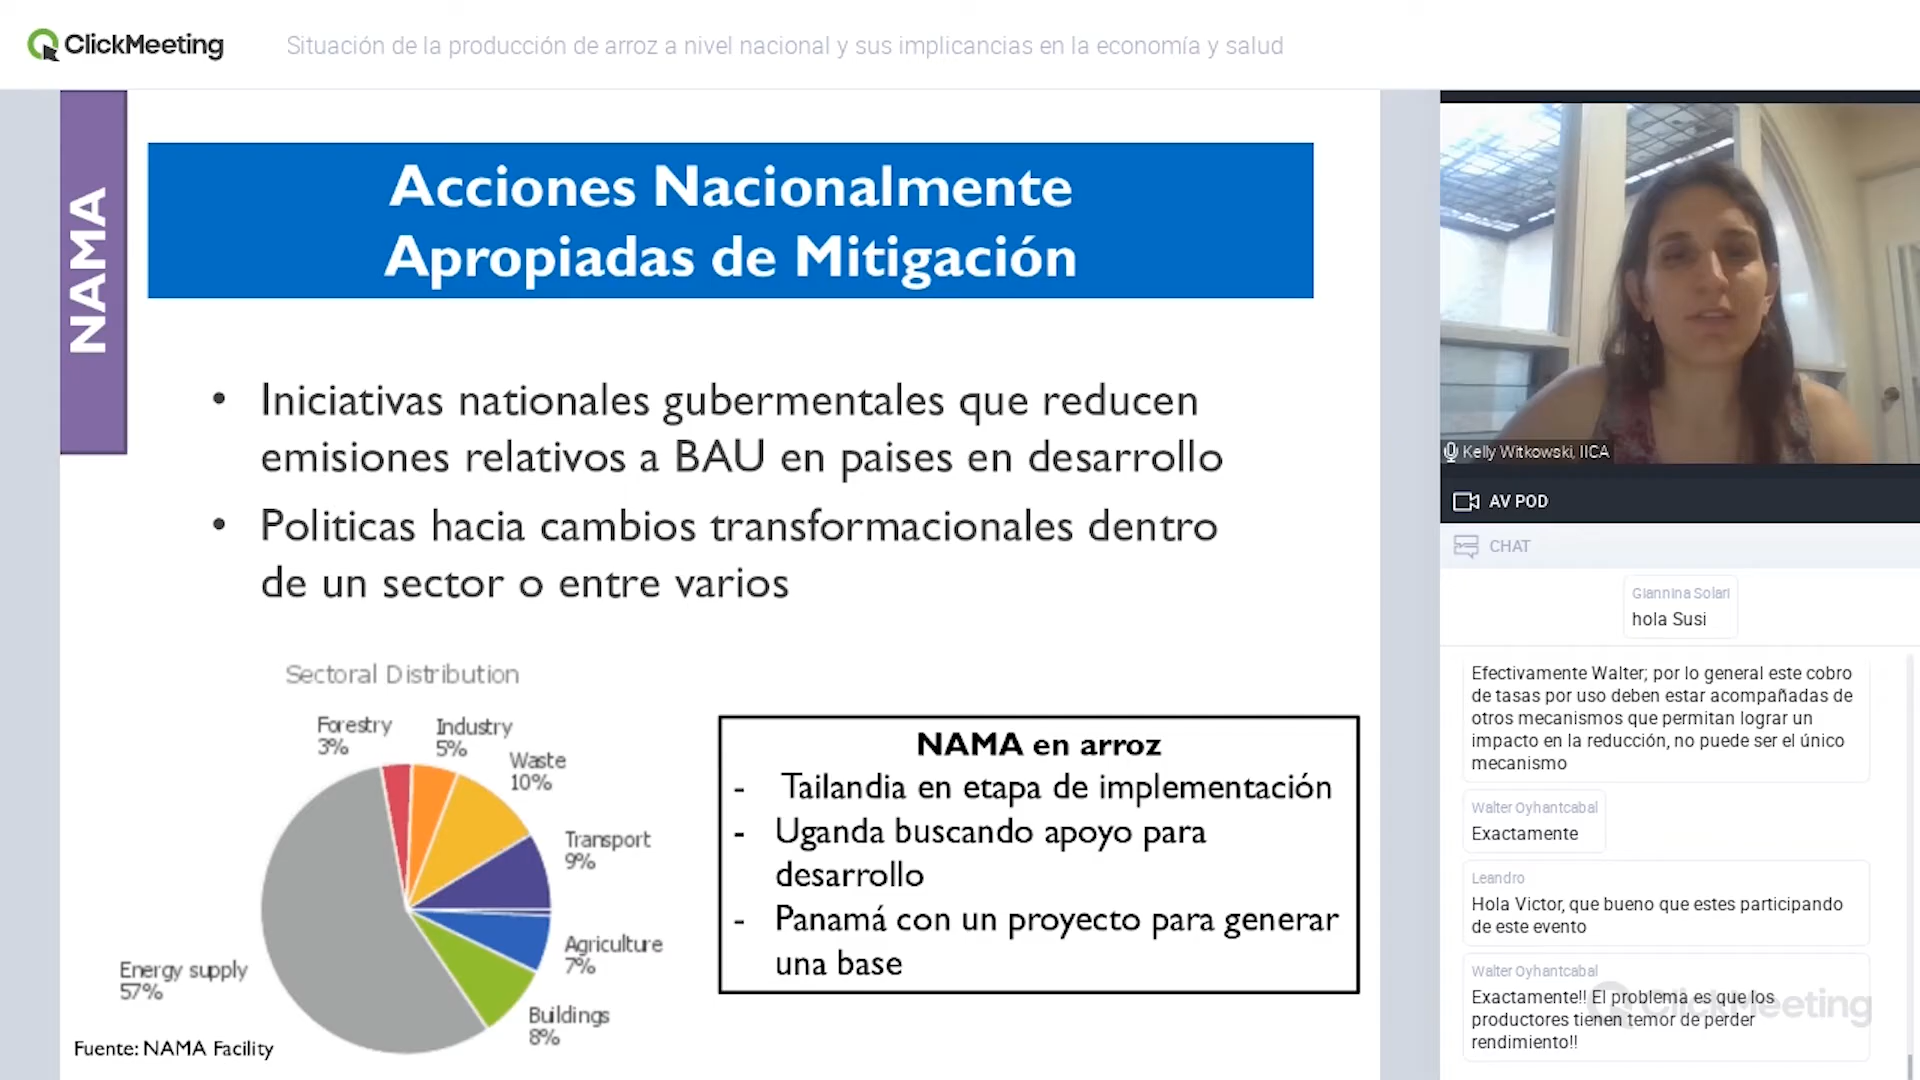 ClickMeeting
Situación de la producción de arroz a nivel nacional y sus implicancias en la economía y salud
NAMA
Acciones Nacionalmente
Apropiadas de Mitigación
• Iniciativas nationales gubermentales que reducen
emisiones relativos a BAU en paises en desarrollo
• Politicas hacia cambios transformacionales dentro
de un sector o entre varios
Sectoral Distribution
Forestry
3%
Industry
5%
Waste
10%
Transport
9%
Agriculture
7%
Buildings
8%
Energy supply
57%
Fuente: NAMA Facility
NAMA en arroz
- Tailandia en etapa de implementación
- Uganda buscando apoyo para
desarrollo
- Panamá con un proyecto para generar
una base
Kelly Witkowski, IICA
AV POD
CHAT
Giannina Solari
hola Susi
Efectivamente Walter; por lo general este cobro
de tasas por uso deben estar acompañadas de
otros mecanismos que permitan lograr un
impacto en la reducción, no puede ser el único
mecanismo
Walter Oyhantcabal
Exactamente
Leandro
Hola Victor, que bueno que estes participando
de este evento
Walter Oyhantcabal
Exactamente!! El problema es que los
productores tienen temor de perder
rendimiento!!
ClickMeeting